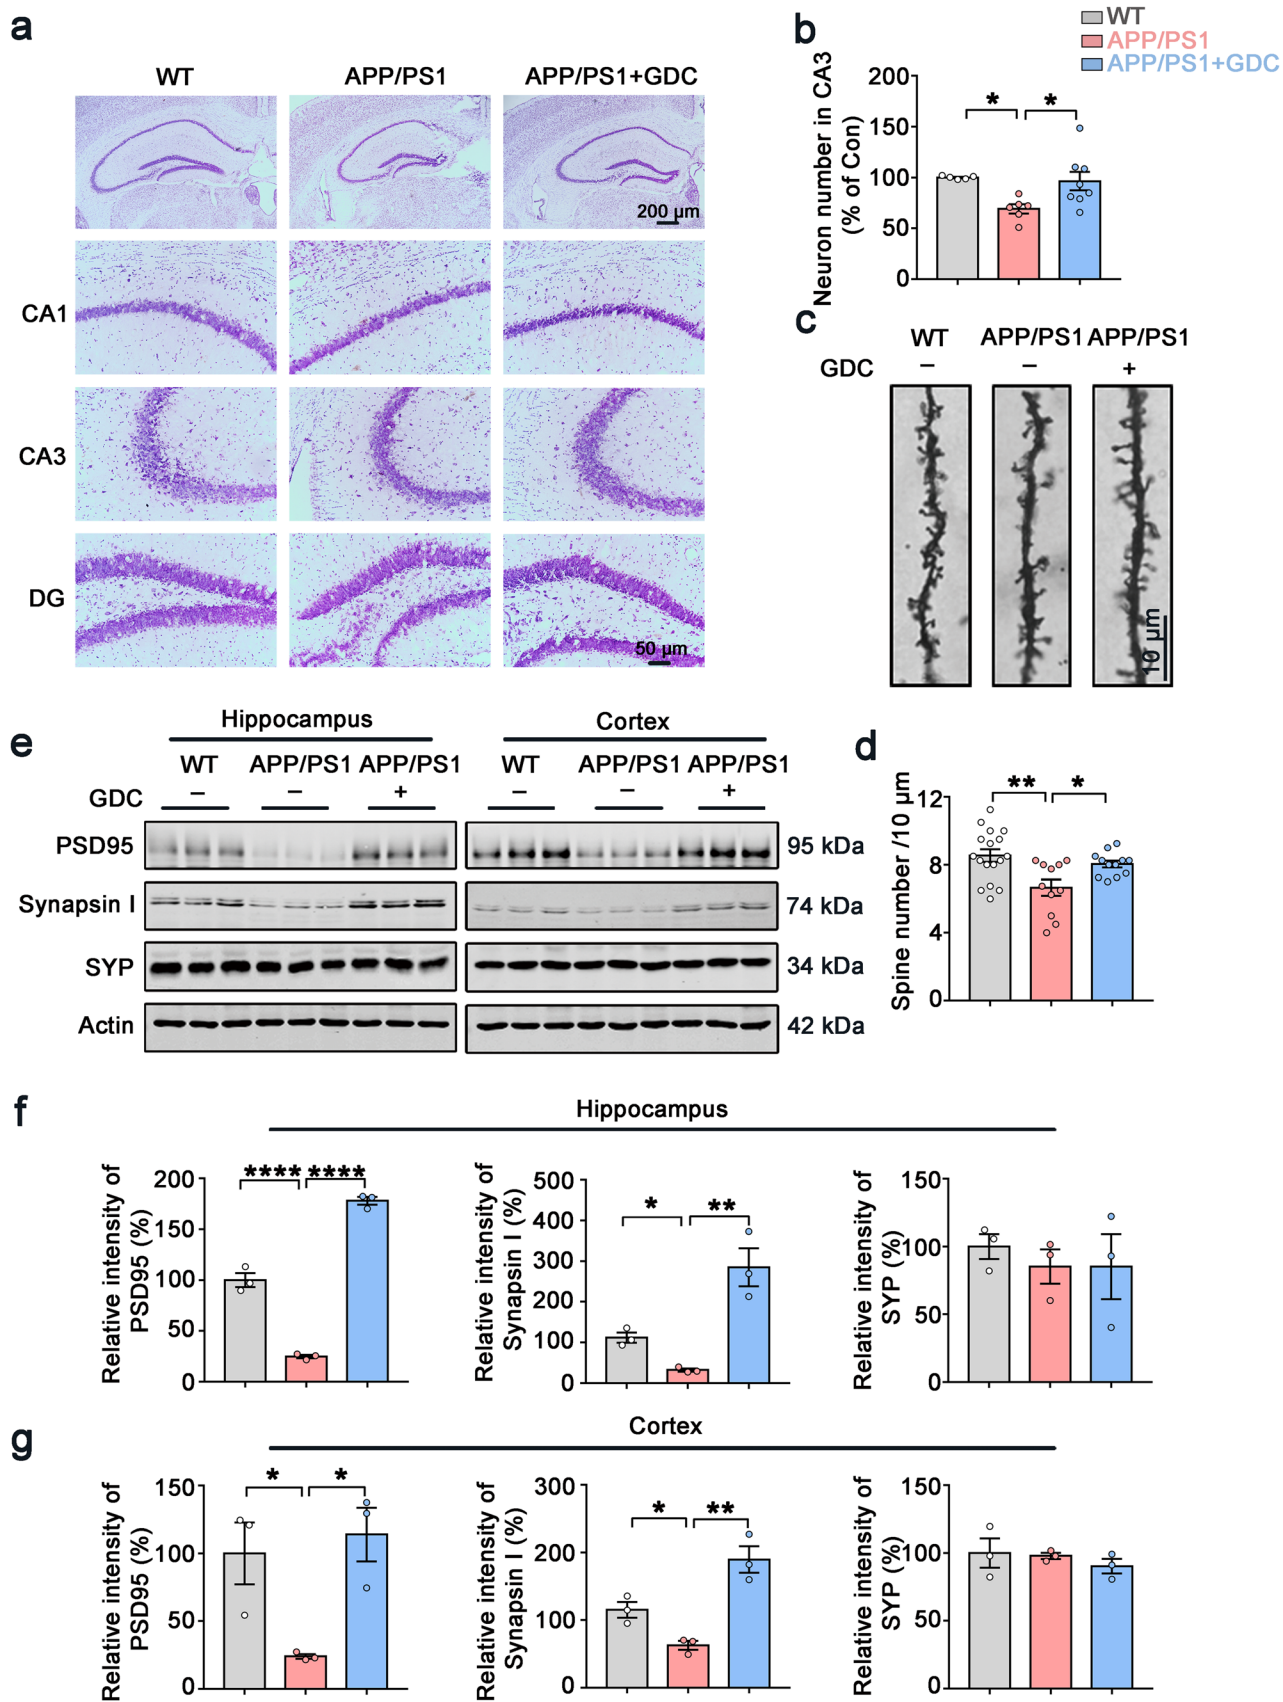 a
WT
APP/PS1
APP/PS1+GDC
200 µm
CA1
CA3
DG
50 µm
b
WT
APP/PS1
APP/PS1+GDC
Neuron number in CA3
(% of Con)
200
150
100
50
0
* *
c
WT APP/PS1 APP/PS1
GDC – – +
10 µm
e
Hippocampus Cortex
WT APP/PS1 APP/PS1 WT APP/PS1 APP/PS1
GDC – – + – – +
PSD95 95 kDa
Synapsin I 74 kDa
SYP 34 kDa
Actin 42 kDa
d
Spine number /10 µm
12
8
4
0
** *
f
Hippocampus
Relative intensity of
PSD95 (%)
200
150
100
50
0
**** ****
Relative intensity of
Synapsin I (%)
500
400
300
200
100
0
* **
Relative intensity of
SYP (%)
150
100
50
0
g
Cortex
Relative intensity of
PSD95 (%)
150
100
50
0
* *
Relative intensity of
Synapsin I (%)
300
200
100
0
* **
Relative intensity of
SYP (%)
150
100
50
0